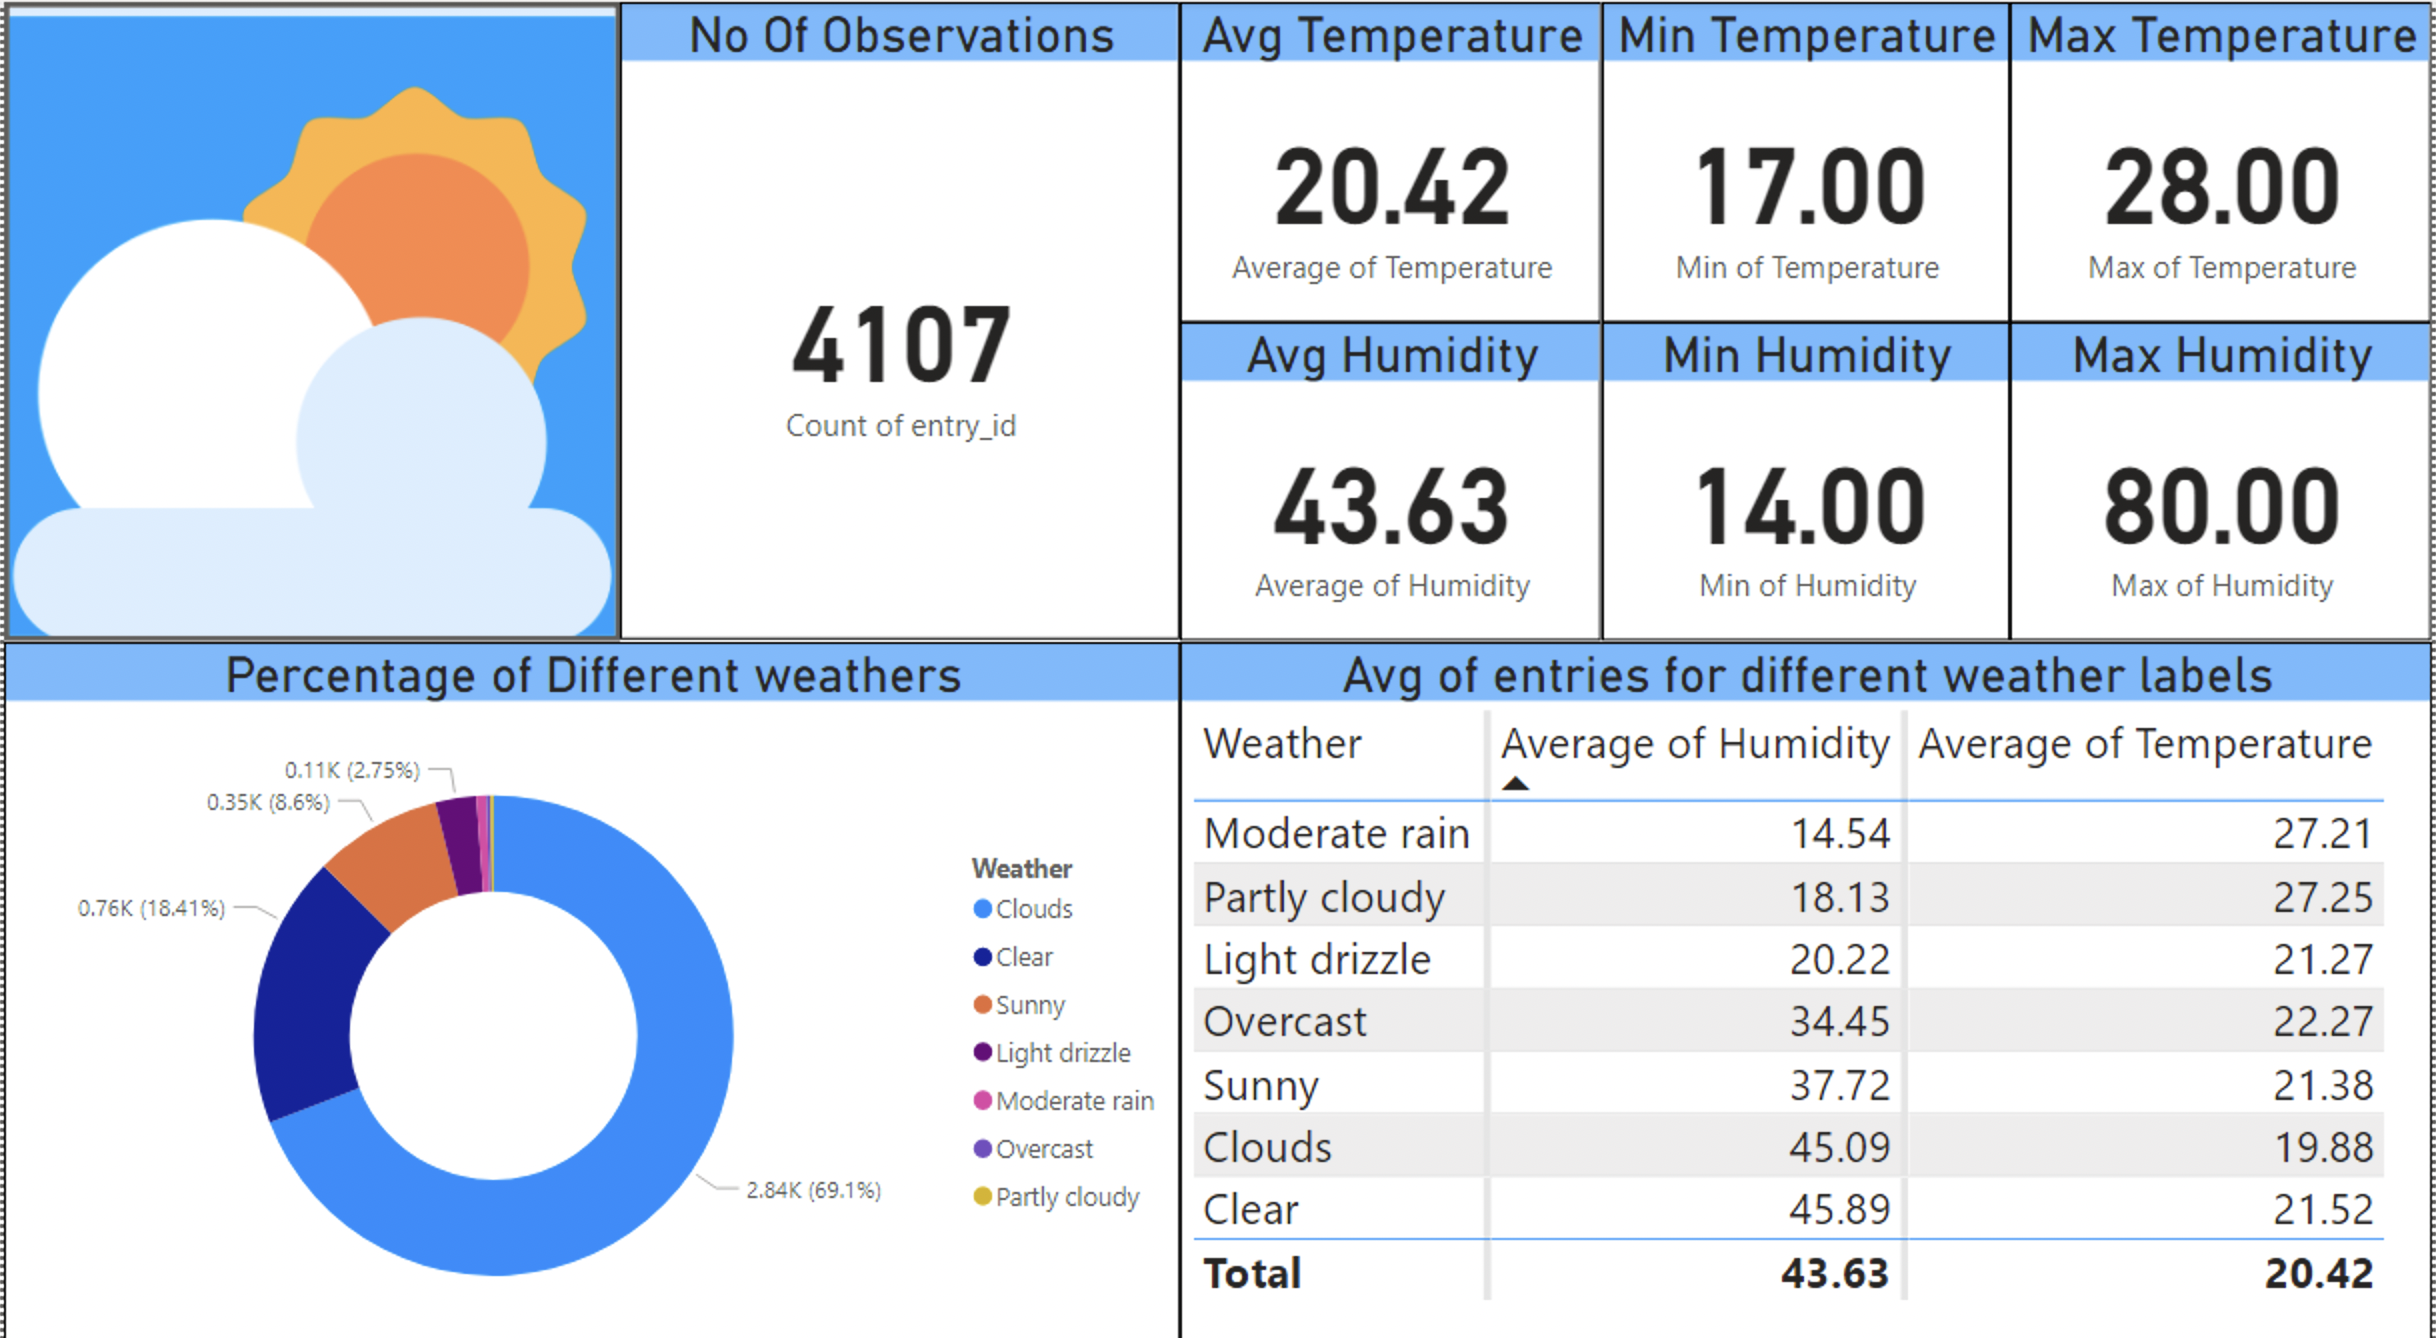 No Of Observations
4107
Count of entry_id
Avg Temperature
20.42
Average of Temperature
Min Temperature
17.00
Min of Temperature
Max Temperature
28.00
Max of Temperature
Avg Humidity
43.63
Average of Humidity
Min Humidity
14.00
Min of Humidity
Max Humidity
80.00
Max of Humidity
Percentage of Different weathers
0.11K (2.75%)
0.35K (8.6%)
0.76K (18.41%)
2.84K (69.1%)
Weather
Clouds
Clear
Sunny
Light drizzle
Moderate rain
Overcast
Partly cloudy
Avg of entries for different weather labels
Weather Average of Humidity Average of Temperature
Moderate rain 14.54 27.21
Partly cloudy 18.13 27.25
Light drizzle 20.22 21.27
Overcast 34.45 22.27
Sunny 37.72 21.38
Clouds 45.09 19.88
Clear 45.89 21.52
Total 43.63 20.42